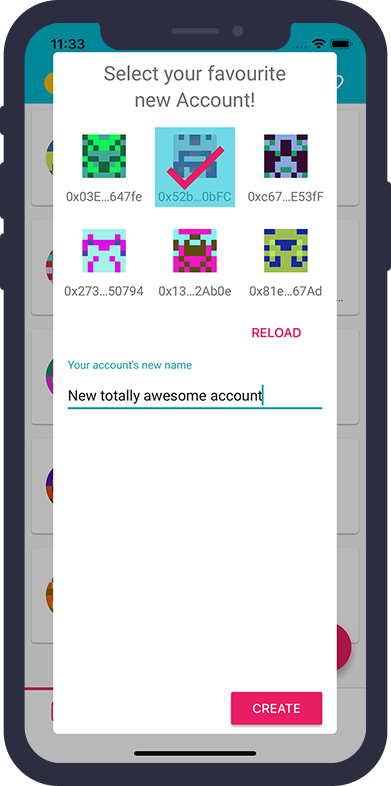 11:33
Select your favourite
new Account!
0x03E...647fe
0x52b...0bFC
0xc67...E53fF
0x273...50794
0x13...2Ab0e
0x81e...67Ad
RELOAD
Your account's new name
New totally awesome account
CREATE